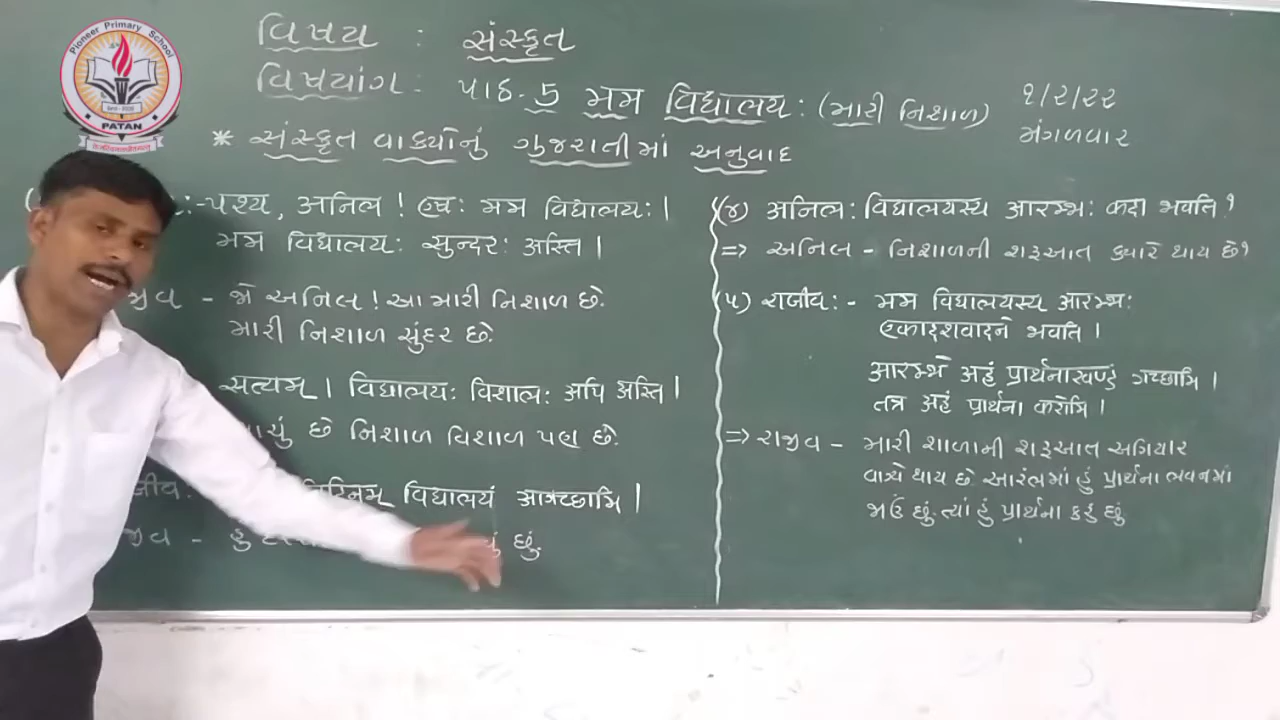 Pioneer Primary School
PATAN
વિષય : સંસ્કૃત
વિષયાંગ : પાઠ. 5 मम विद्यालय: (મારી નિશાળ)
૧/૨/૨૨
મંગળવાર
* સંસ્કૃત વાક્યોનું ગુજરાતીમાં અનુવાદ
:- पश्य, अनिल ! एषः मम विद्यालयः ।
मम विद्यालयः सुन्दरः अस्ति ।
- જો અનિલ ! આ મારી નિશાળ છે.
મારી નિશાળ સુંદર છે.
सत्यम् । विद्यालयः विशालः अपि अस्ति ।
છે નિશાળ વિશાળ પણ છે.
विद्यालयं आगच्छामि ।
- હું
છું.
(४) अनिल : विद्यालयस्य आरम्भः कदा भवति ?
=> અનિલ - નિશાળની શરૂઆત ક્યારે થાય છે?
(५) राजीव :- मम विद्यालयस्य आरम्भः
एकादशवादने भवति ।
आरम्भे अहं प्रार्थनाखण्डं गच्छामि ।
तत्र अहं प्रार्थना करोमि ।
=> રાજીવ - મારી શાળાની શરૂઆત અગિયાર
વાગ્યે થાય છે આરંભમાં હું પ્રાર્થના ભવનમાં
જાઉં છું. ત્યાં હું પ્રાર્થના કરું છું.